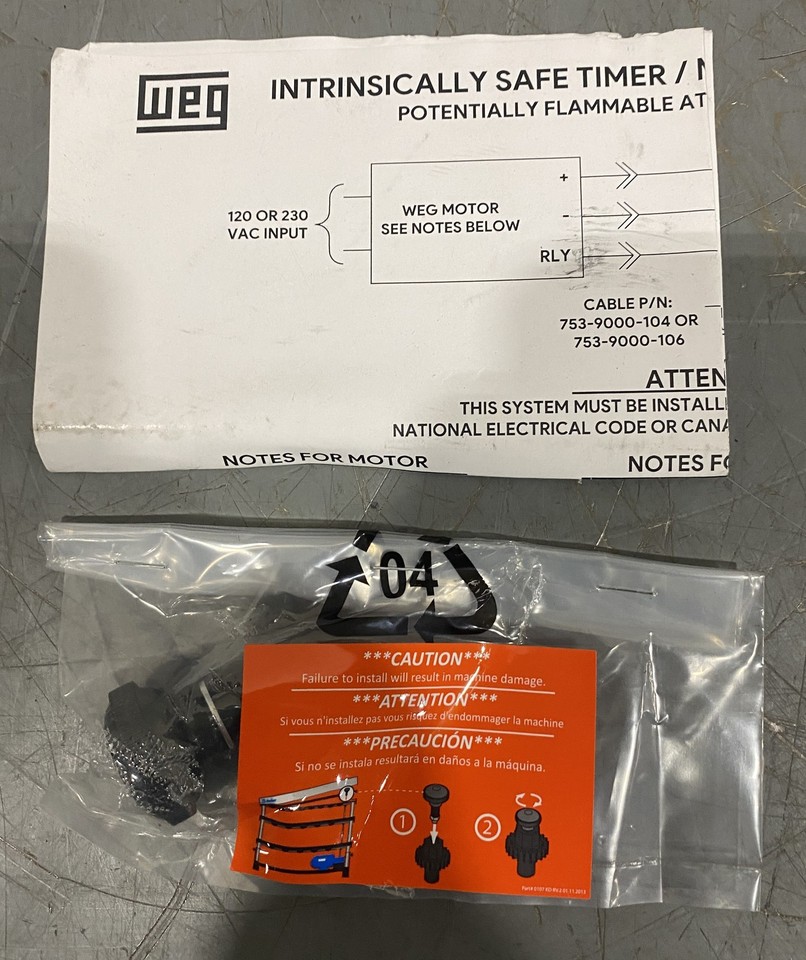 weg
INTRINSICALLY SAFE TIMER /
POTENTIALLY FLAMMABLE AT
120 OR 230
VAC INPUT
WEG MOTOR
SEE NOTES BELOW
+
-
RLY
CABLE P/N:
753-9000-104 OR
753-9000-106
ATTEN
THIS SYSTEM MUST BE INSTALL
NATIONAL ELECTRICAL CODE OR CANA
NOTES FOR MOTOR
NOTES FO
04
***CAUTION***
Failure to install will result in machine damage.
***ATTENTION***
Si vous n'installez pas vous risquez d'endommager la machine
***PRECAUCIÓN***
Si no se instala resultará en daños a la máquina.
1
2